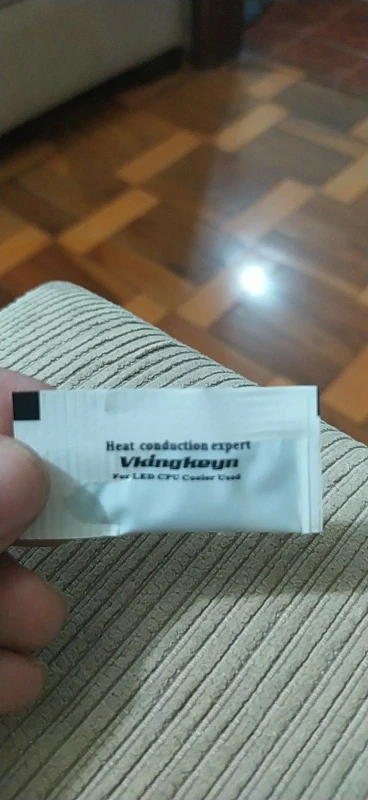 Heat conduction expert
Vkingkeyn
For LED CPU Cooler Used